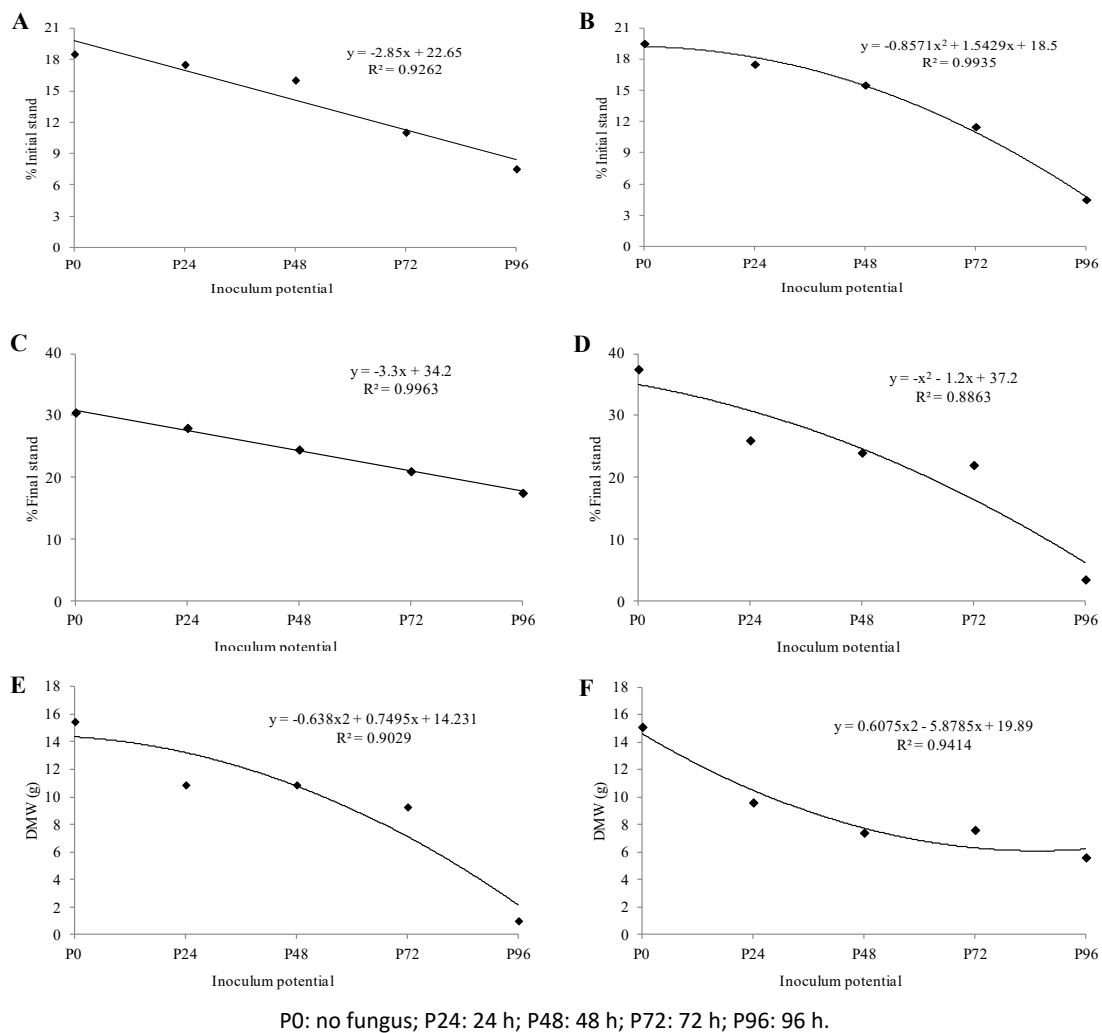 A
21
18
15
12
9
6
3
0
% Initial stand
y = -2.85x + 22.65
R² = 0.9262
P0 P24 P48 P72 P96
Inoculum potential
B
21
18
15
12
9
6
3
0
% Initial stand
y = -0.8571x² + 1.5429x + 18.5
R² = 0.9935
P0 P24 P48 P72 P96
Inoculum potential
C
40
30
20
10
0
% Final stand
y = -3.3x + 34.2
R² = 0.9963
P0 P24 P48 P72 P96
Inoculum potential
D
40
30
20
10
0
% Final stand
y = -x² - 1.2x + 37.2
R² = 0.8863
P0 P24 P48 P72 P96
Inoculum potential
E
18
16
14
12
10
8
6
4
2
0
DMW (g)
y = -0.638x2 + 0.7495x + 14.231
R² = 0.9029
P0 P24 P48 P72 P96
Inoculum potential
F
18
16
14
12
10
8
6
4
2
0
DMW (g)
y = 0.6075x2 - 5.8785x + 19.89
R² = 0.9414
P0 P24 P48 P72 P96
Inoculum potential
P0: no fungus; P24: 24 h; P48: 48 h; P72: 72 h; P96: 96 h.